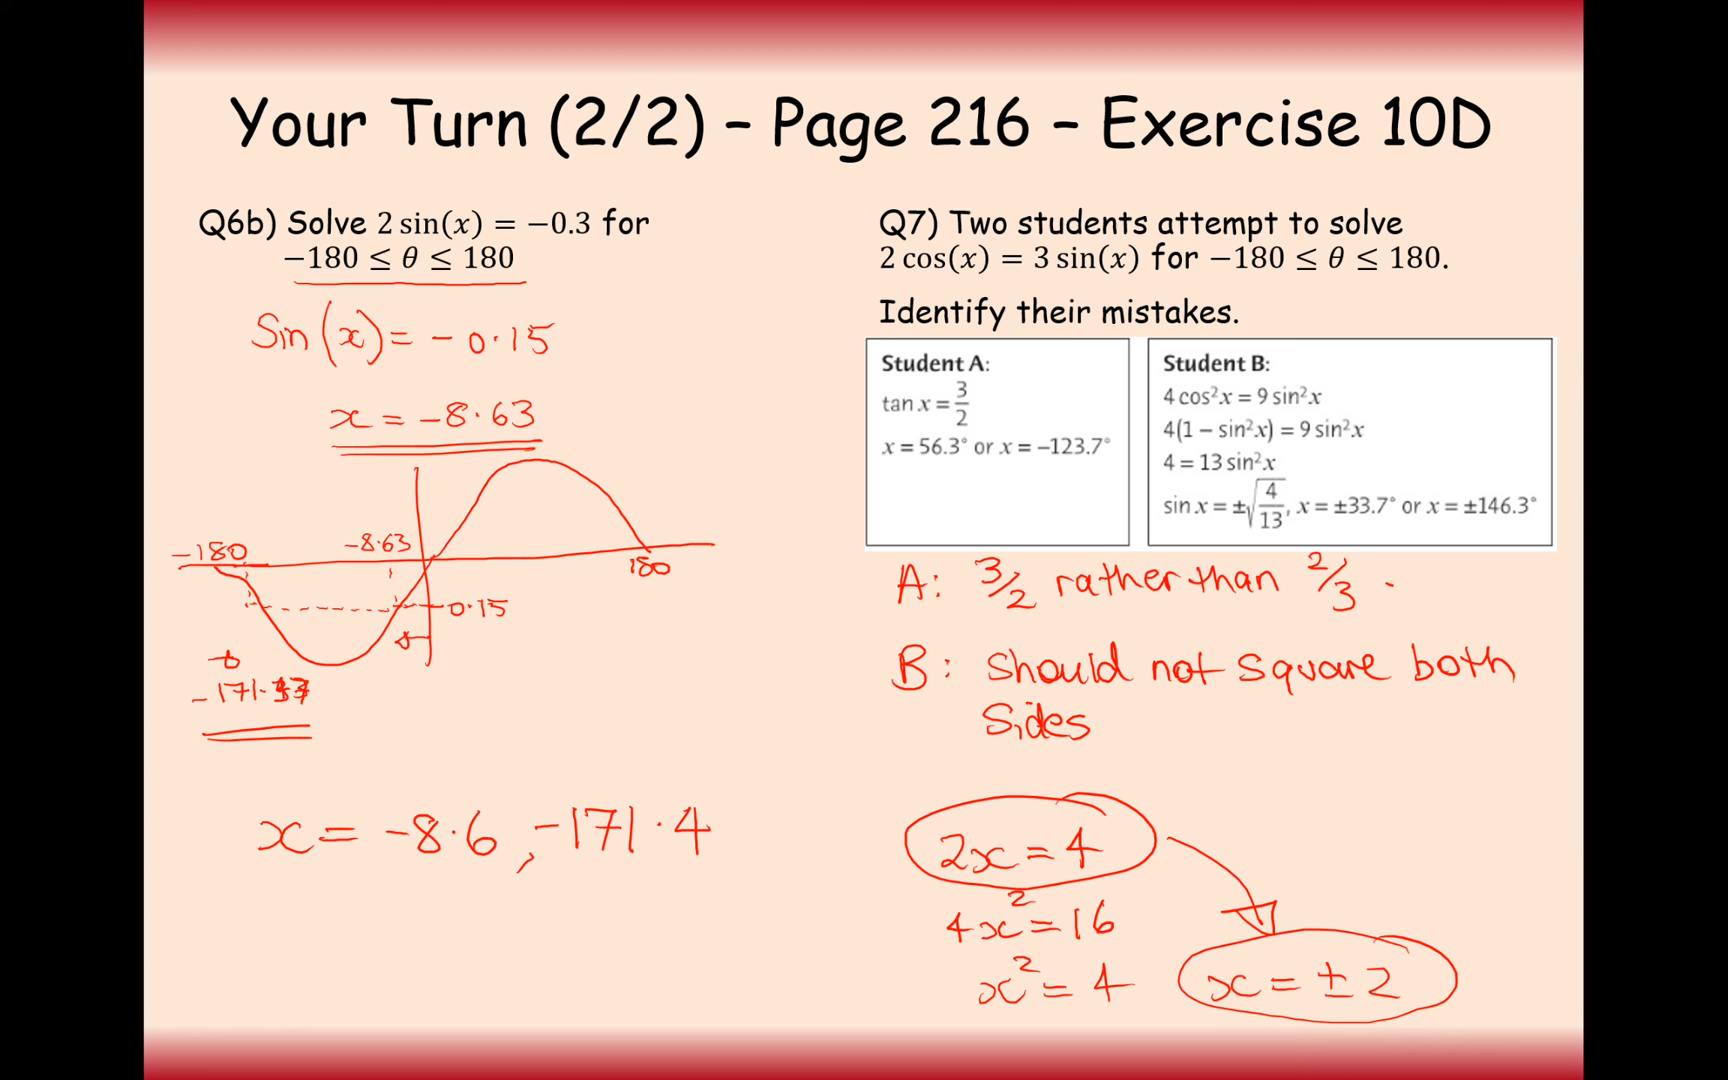 Your Turn (2/2) – Page 216 – Exercise 10D
Q6b) Solve 2 sin(x) = −0.3 for
−180 ≤ θ ≤ 180
Sin (x) = - 0.15
x = -8.63
-180
-8.63
180
-0.15
-171.37
x = -8.6 , -171.4
Q7) Two students attempt to solve
2 cos(x) = 3 sin(x) for −180 ≤ θ ≤ 180.
Identify their mistakes.
Student A:
tan x = 3/2
x = 56.3° or x = –123.7°
Student B:
4 cos²x = 9 sin²x
4(1 – sin²x) = 9 sin²x
4 = 13 sin²x
sin x = ±√(4/13), x = ±33.7° or x = ±146.3°
A: 3/2 rather than 2/3 .
B: Should not square both
Sides
2x = 4
4x² = 16
x² = 4
x = ± 2